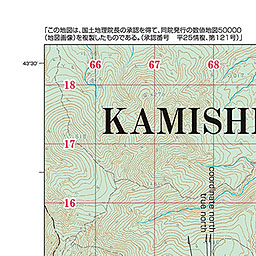 「この地図は、国土地理院長の承認を得て、同院発行の数値地図50000
(地図画像)を複製したものである。(承認番号 平25情複、第121号)」
66 67 68
43'30'
18
KAMISHI
17
coordinate north
true north
16